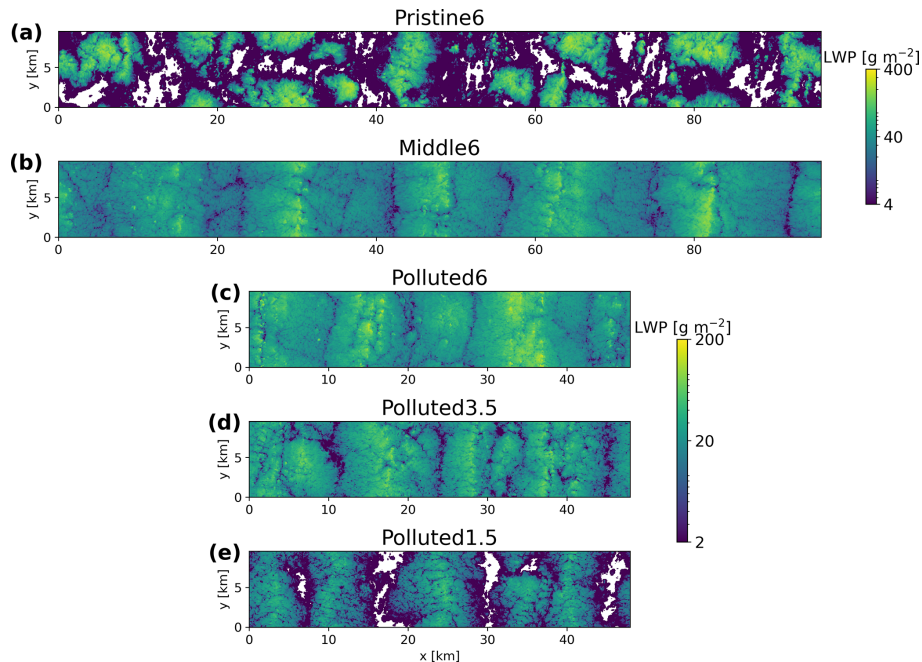 Pristine6
(a)
y [km]
5
0
0 20 40 60 80
LWP [g m⁻²]
400
40
4
Middle6
(b)
y [km]
5
0
0 20 40 60 80
Polluted6
(c)
y [km]
5
0
0 10 20 30 40
LWP [g m⁻²]
200
20
2
Polluted3.5
(d)
y [km]
5
0
0 10 20 30 40
Polluted1.5
(e)
y [km]
5
0
0 10 20 30 40
x [km]